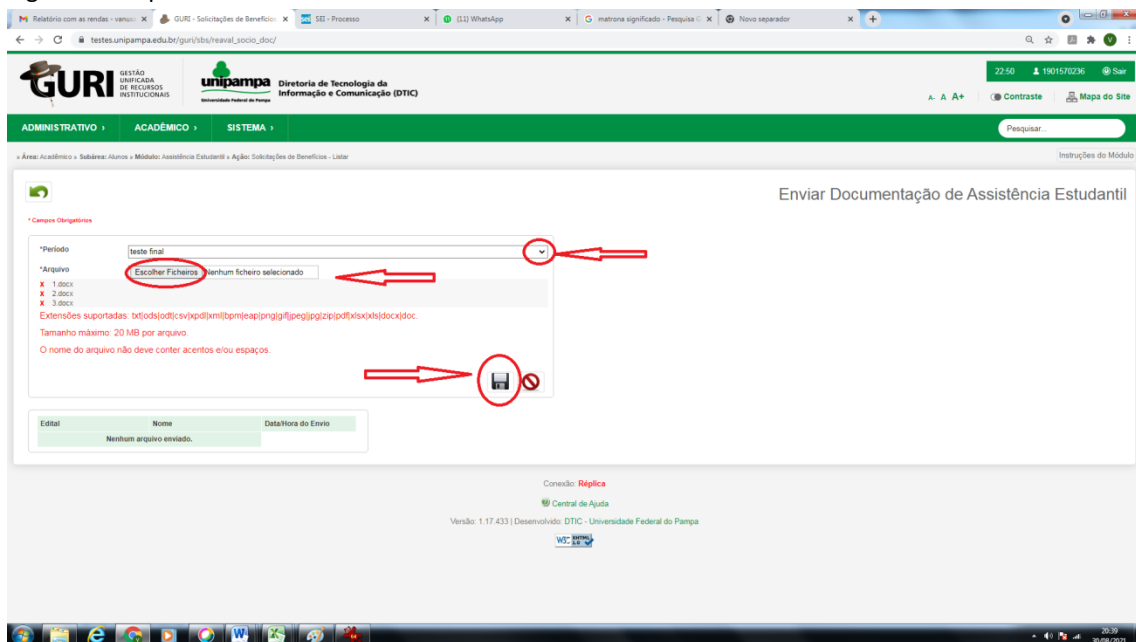 Relatório com as rendas - vanus
GURI - Solicitações de Benefício
SEI - Processo
(11) WhatsApp
matrona significado - Pesquisa G
Novo separador
testes.unipampa.edu.br/guri/sbs/reaval_socio_doc/
GURI
GESTÃO
UNIFICADA
DE RECURSOS
INSTITUCIONAIS
unipampa
Universidade Federal do Pampa
Diretoria de Tecnologia da
Informação e Comunicação (DTIC)
22:50 1901570236 Sair
A- A A+ Contraste Mapa do Site
ADMINISTRATIVO › ACADÊMICO › SISTEMA ›
Pesquisar...
» Área: Acadêmico » Subárea: Alunos » Módulo: Assistência Estudantil » Ação: Solicitações de Benefícios - Listar
Instruções do Módulo
Enviar Documentação de Assistência Estudantil
* Campos Obrigatórios
*Período teste final
*Arquivo Escolher Ficheiros Nenhum ficheiro selecionado
X 1.docx
X 2.docx
X 3.docx
Extensões suportadas: txt|ods|odt|csv|xpdl|xml|bpm|eap|png|gif|jpeg|jpg|zip|pdf|xlsx|xls|docx|doc.
Tamanho máximo: 20 MB por arquivo.
O nome do arquivo não deve conter acentos e/ou espaços.
Edital Nome Data/Hora do Envio
Nenhum arquivo enviado.
Conexão: Réplica
Central de Ajuda
Versão: 1.17.433 | Desenvolvido: DTIC - Universidade Federal do Pampa
W3C XHTML 1.0
20:39
30/08/2021